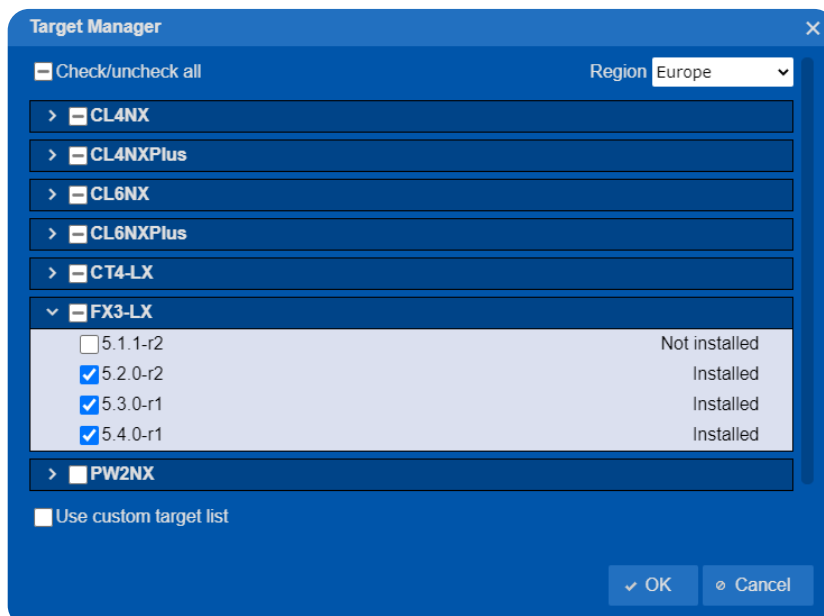 Target Manager
Check/uncheck all Region Europe
CL4NX
CL4NXPlus
CL6NX
CL6NXPlus
CT4-LX
FX3-LX
5.1.1-r2 Not installed
5.2.0-r2 Installed
5.3.0-r1 Installed
5.4.0-r1 Installed
PW2NX
Use custom target list
OK Cancel